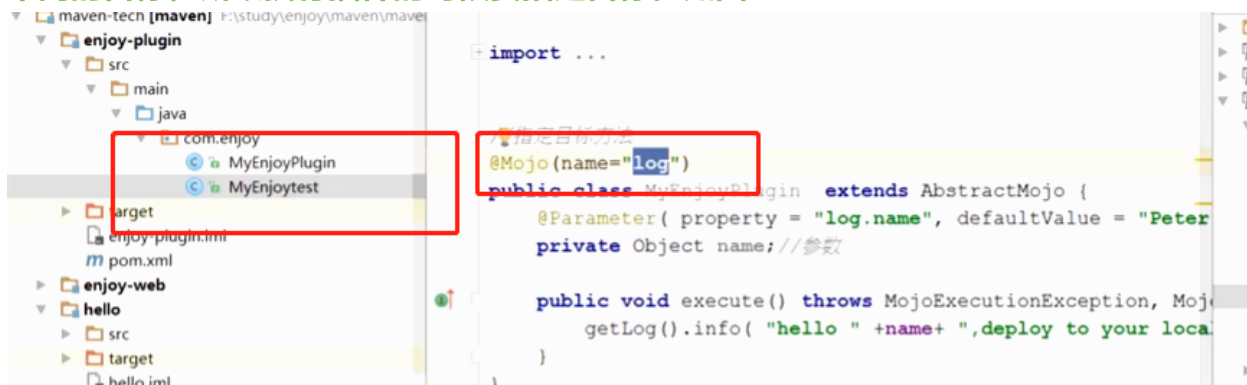 maven-tech [maven] F:\study\enjoy\maven\maven
enjoy-plugin
src
main
java
com.enjoy
MyEnjoyPlugin
MyEnjoytest
target
enjoy-plugin.iml
pom.xml
enjoy-web
hello
src
target
hello.iml
import ...
指定目标方法
@Mojo(name="log")
public class MyEnjoyPlugin extends AbstractMojo {
@Parameter( property = "log.name", defaultValue = "Peter
private Object name;//参数
public void execute() throws MojoExecutionException, Moj
getLog().info( "hello " +name+ ",deploy to your local
}
}